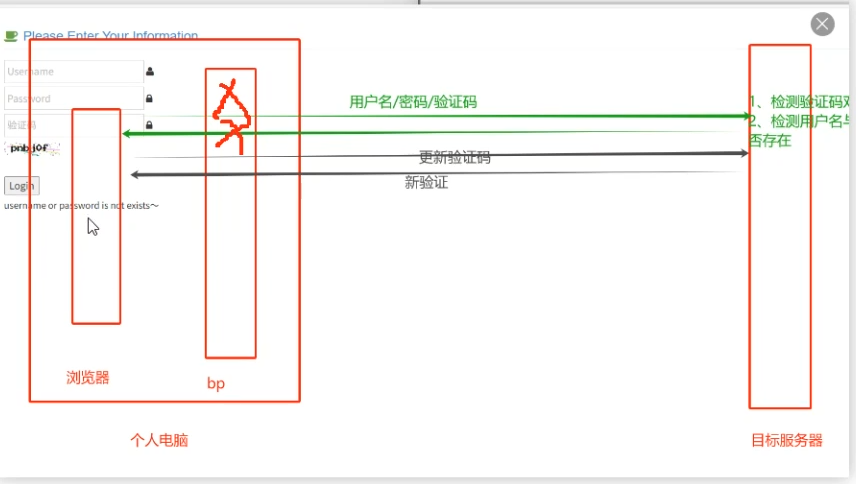 Please Enter Your Information
Username
Password
验证码
pnbj0f
Login
username or password is not exists～
用户名/密码/验证码
1、检测验证码对
2、检测用户名与
否存在
更新验证码
新验证
浏览器
bp
个人电脑
目标服务器